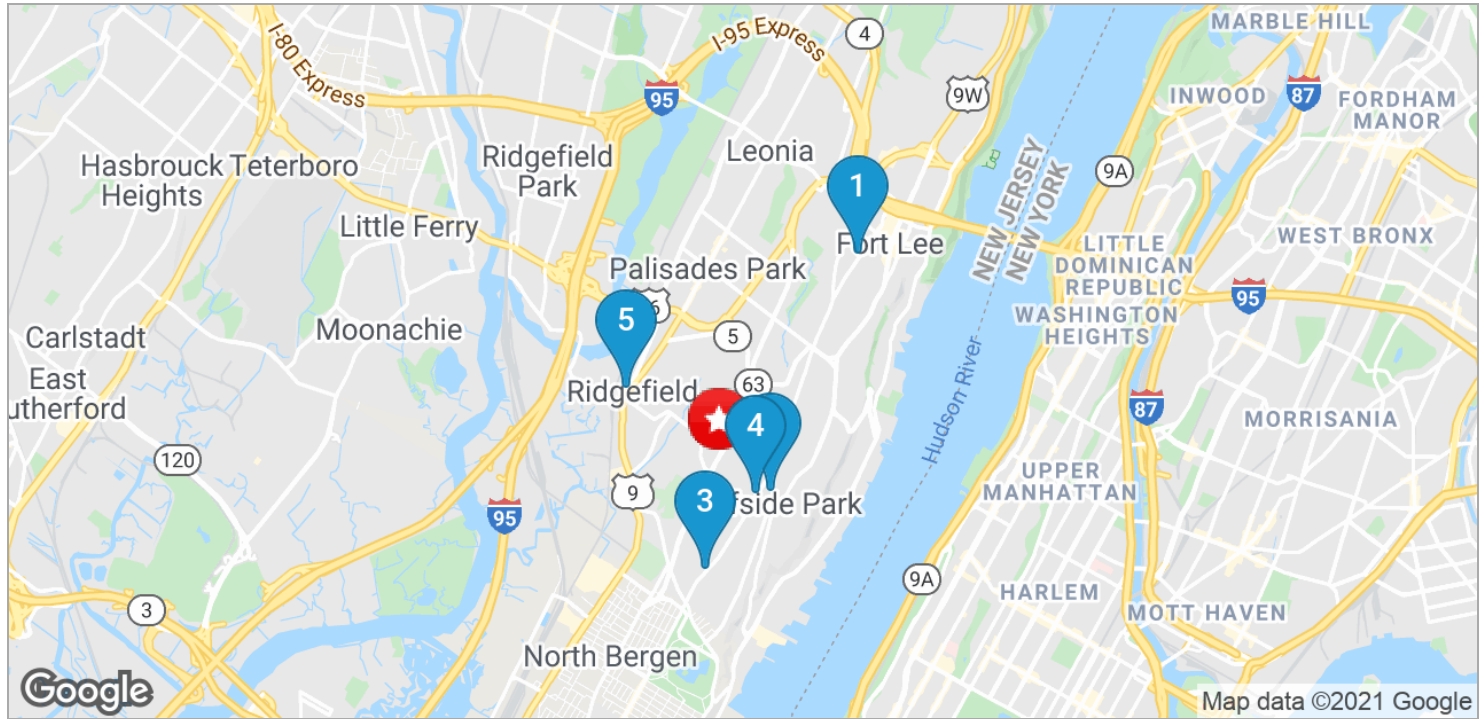 MARBLE HILL
I-95 Express
4
I-80 Express
95
9W
INWOOD
87
FORDHAM
MANOR
Leonia
Ridgefield
Park
Hasbrouck
Heights
Teterboro
9A
1
NEW JERSEY
NEW YORK
Little Ferry
Fort Lee
LITTLE
DOMINICAN
REPUBLIC
WEST BRONX
Palisades Park
95
6
5
WASHINGTON
HEIGHTS
Carlstadt
Moonachie
5
East
utherford
Ridgefield
63
Hudson River
87
MORRISANIA
4
120
9
UPPER
MANHATTAN
3
fside Park
95
9A
HARLEM
3
MOTT HAVEN
North Bergen
Google
Map data ©2021 Google